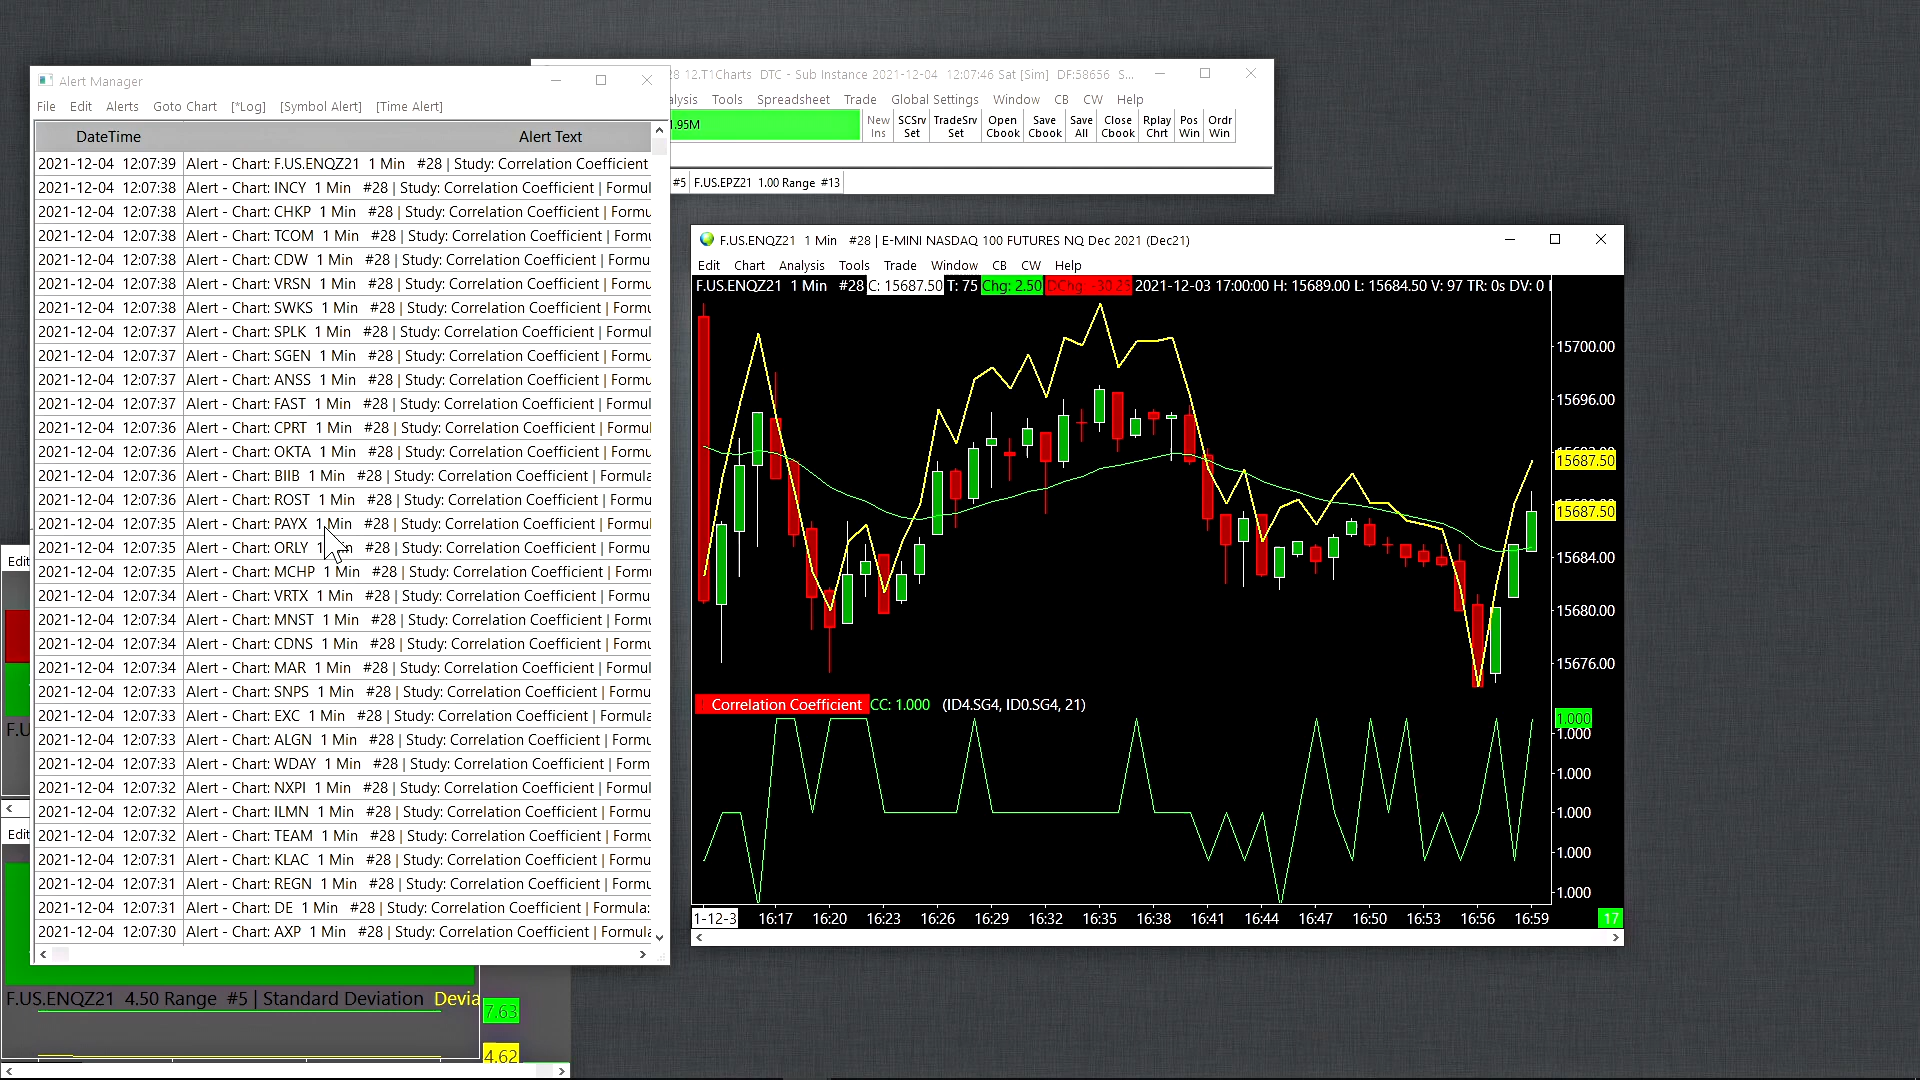 Alert Manager
File Edit Alerts Goto Chart [*Log] [Symbol Alert] [Time Alert]
DateTime Alert Text
2021-12-04 12:07:39 Alert - Chart: F.US.ENQZ21 1 Min #28 | Study: Correlation Coefficient
2021-12-04 12:07:38 Alert - Chart: INCY 1 Min #28 | Study: Correlation Coefficient | Formul
2021-12-04 12:07:38 Alert - Chart: CHKP 1 Min #28 | Study: Correlation Coefficient | Formu
2021-12-04 12:07:38 Alert - Chart: TCOM 1 Min #28 | Study: Correlation Coefficient | Formu
2021-12-04 12:07:38 Alert - Chart: CDW 1 Min #28 | Study: Correlation Coefficient | Formu
2021-12-04 12:07:38 Alert - Chart: VRSN 1 Min #28 | Study: Correlation Coefficient | Formu
2021-12-04 12:07:38 Alert - Chart: SWKS 1 Min #28 | Study: Correlation Coefficient | Formu
2021-12-04 12:07:37 Alert - Chart: SPLK 1 Min #28 | Study: Correlation Coefficient | Formul
2021-12-04 12:07:37 Alert - Chart: SGEN 1 Min #28 | Study: Correlation Coefficient | Formu
2021-12-04 12:07:37 Alert - Chart: ANSS 1 Min #28 | Study: Correlation Coefficient | Formu
2021-12-04 12:07:37 Alert - Chart: FAST 1 Min #28 | Study: Correlation Coefficient | Formul
2021-12-04 12:07:36 Alert - Chart: CPRT 1 Min #28 | Study: Correlation Coefficient | Formul
2021-12-04 12:07:36 Alert - Chart: OKTA 1 Min #28 | Study: Correlation Coefficient | Formu
2021-12-04 12:07:36 Alert - Chart: BIIB 1 Min #28 | Study: Correlation Coefficient | Formula
2021-12-04 12:07:36 Alert - Chart: ROST 1 Min #28 | Study: Correlation Coefficient | Formu
2021-12-04 12:07:35 Alert - Chart: PAYX 1 Min #28 | Study: Correlation Coefficient | Formul
2021-12-04 12:07:35 Alert - Chart: ORLY #28 | Study: Correlation Coefficient | Formul
2021-12-04 12:07:35 Alert - Chart: MCHP 1 Min #28 | Study: Correlation Coefficient | Form
2021-12-04 12:07:34 Alert - Chart: VRTX 1 Min #28 | Study: Correlation Coefficient | Formul
2021-12-04 12:07:34 Alert - Chart: MNST 1 Min #28 | Study: Correlation Coefficient | Formu
2021-12-04 12:07:34 Alert - Chart: CDNS 1 Min #28 | Study: Correlation Coefficient | Formu
2021-12-04 12:07:34 Alert - Chart: MAR 1 Min #28 | Study: Correlation Coefficient | Formul
2021-12-04 12:07:33 Alert - Chart: SNPS 1 Min #28 | Study: Correlation Coefficient | Formu
2021-12-04 12:07:33 Alert - Chart: EXC 1 Min #28 | Study: Correlation Coefficient | Formula
2021-12-04 12:07:33 Alert - Chart: ALGN 1 Min #28 | Study: Correlation Coefficient | Formu
2021-12-04 12:07:33 Alert - Chart: WDAY 1 Min #28 | Study: Correlation Coefficient | Form
2021-12-04 12:07:32 Alert - Chart: NXPI 1 Min #28 | Study: Correlation Coefficient | Formul
2021-12-04 12:07:32 Alert - Chart: ILMN 1 Min #28 | Study: Correlation Coefficient | Formu
2021-12-04 12:07:32 Alert - Chart: TEAM 1 Min #28 | Study: Correlation Coefficient | Formu
2021-12-04 12:07:31 Alert - Chart: KLAC 1 Min #28 | Study: Correlation Coefficient | Formu
2021-12-04 12:07:31 Alert - Chart: REGN 1 Min #28 | Study: Correlation Coefficient | Formu
2021-12-04 12:07:31 Alert - Chart: DE 1 Min #28 | Study: Correlation Coefficient | Formula:
2021-12-04 12:07:30 Alert - Chart: AXP 1 Min #28 | Study: Correlation Coefficient | Formula
28 12.T1Charts DTC - Sub Instance 2021-12-04 12:07:46 Sat [Sim] DF:58656 S...
alysis Tools Spreadsheet Trade Global Settings Window CB CW Help
1.95M
New Ins SCSrv Set TradeSrv Set Open Cbook Save Cbook Save All Close Cbook Rplay Chrt Pos Win Ordr Win
#5 F.US.EPZ21 1.00 Range #13
F.US.ENQZ21 1 Min #28 | E-MINI NASDAQ 100 FUTURES NQ Dec 2021 (Dec21)
Edit Chart Analysis Tools Trade Window CB CW Help
F.US.ENQZ21 1 Min #28 C: 15687.50 T: 75 Chg: 2.50 DChg: -30.25 2021-12-03 17:00:00 H: 15689.00 L: 15684.50 V: 97 TR: 0s DV: 0
15700.00
15696.00
15687.50
15687.50
15684.00
15680.00
15676.00
Correlation Coefficient CC: 1.000 (ID4.SG4, ID0.SG4, 21)
1.000
1.000
1.000
1.000
1.000
1.000
1-12-3 16:17 16:20 16:23 16:26 16:29 16:32 16:35 16:38 16:41 16:44 16:47 16:50 16:53 16:56 16:59 17
Edit
F.U
Edit
F.US.ENQZ21 4.50 Range #5 | Standard Deviation Devia
7.63
4.62